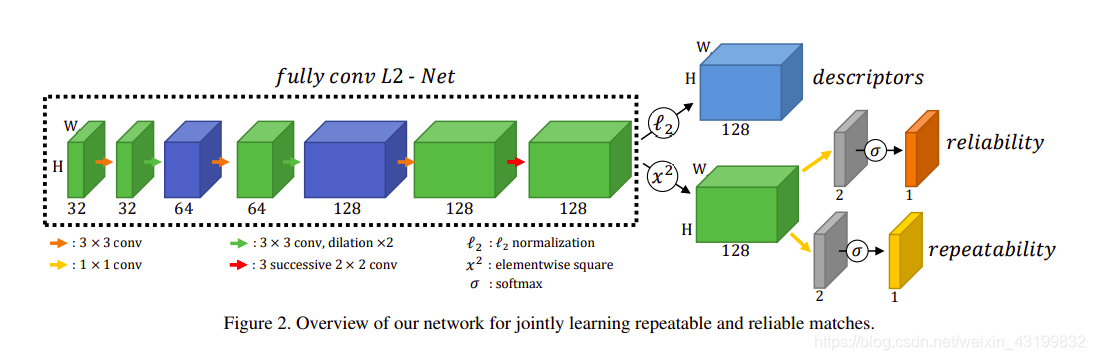 fully conv L2 - Net
W
H
32
32
64
64
128
128
128
ℓ2
x²
W
H
128
descriptors
W
H
128
2
σ
1
reliability
2
σ
1
repeatability
: 3 × 3 conv
: 3 × 3 conv, dilation ×2
ℓ2 : ℓ2 normalization
: 1 × 1 conv
: 3 successive 2 × 2 conv
x² : elementwise square
σ : softmax
Figure 2. Overview of our network for jointly learning repeatable and reliable matches.
https://blog.csdn.net/weixin_43199832